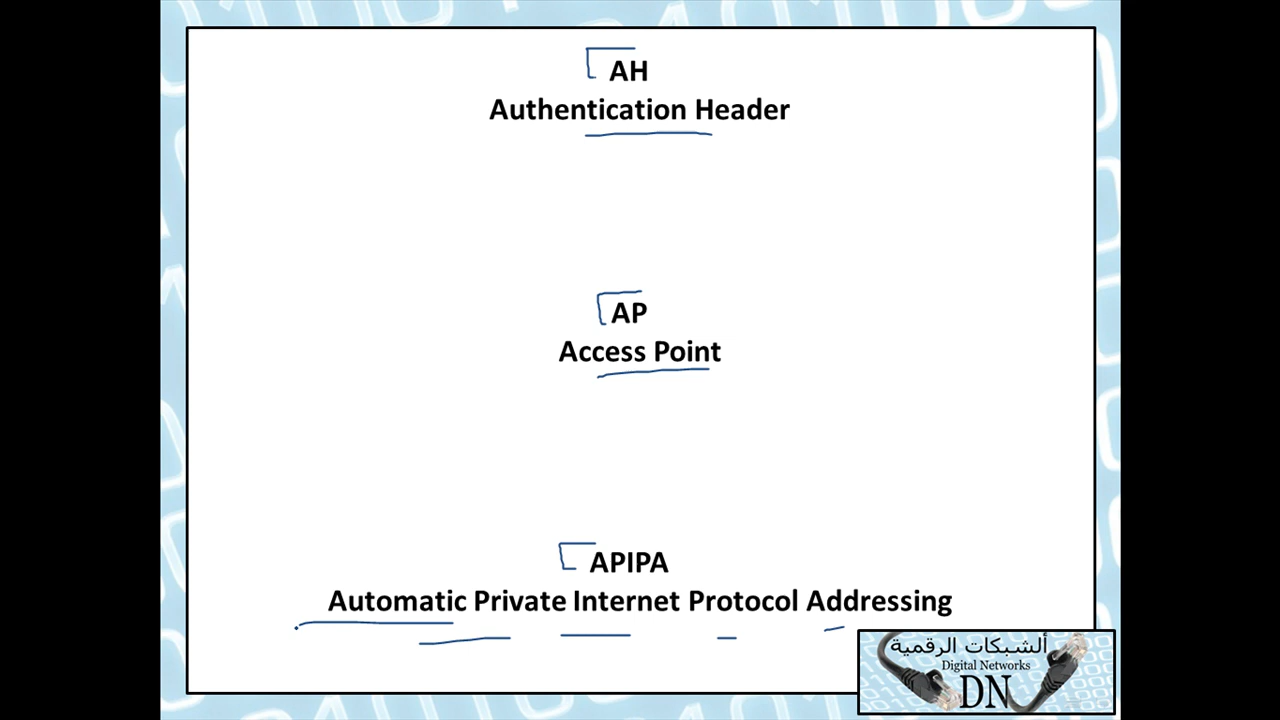 AH
Authentication Header
AP
Access Point
APIPA
Automatic Private Internet Protocol Addressing
ألشبكات الرقمية
Digital Networks
DN